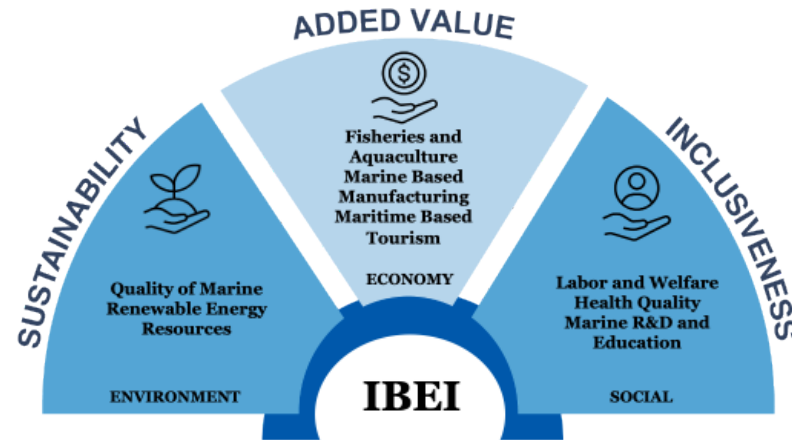 ADDED VALUE
SUSTAINABILITY
INCLUSIVENESS
Fisheries and
Aquaculture
Marine Based
Manufacturing
Maritime Based
Tourism
ECONOMY
Quality of Marine
Renewable Energy
Resources
ENVIRONMENT
Labor and Welfare
Health Quality
Marine R&D and
Education
SOCIAL
IBEI
$